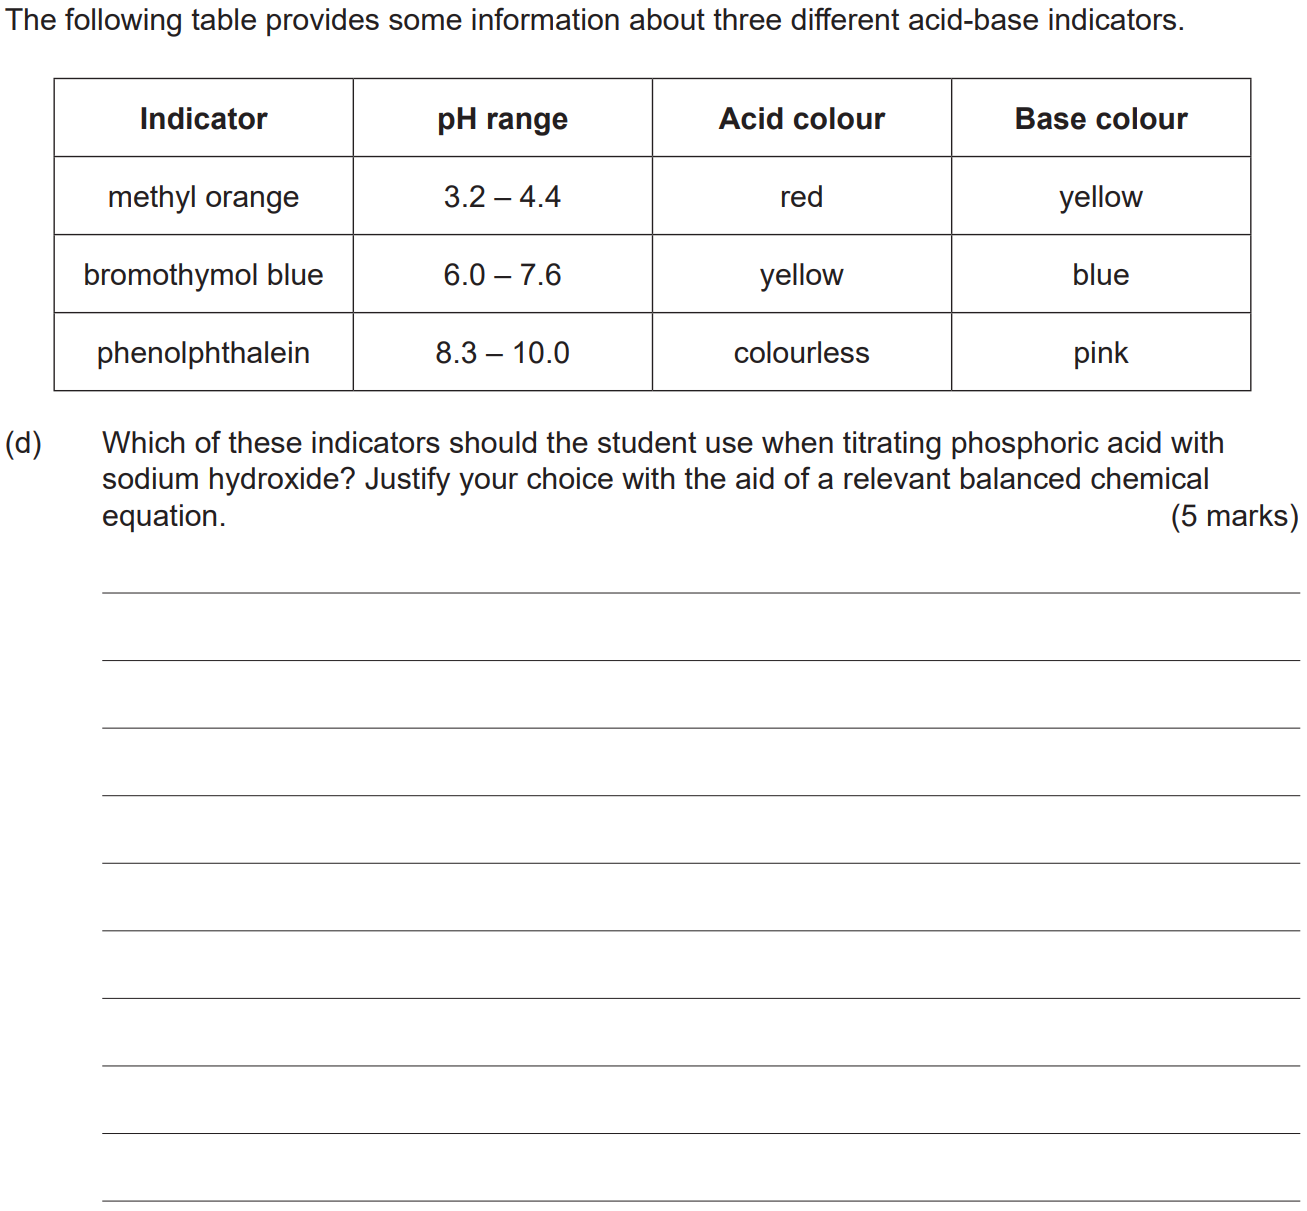 The following table provides some information about three different acid-base indicators.
Indicator pH range Acid colour Base colour
methyl orange 3.2 – 4.4 red yellow
bromothymol blue 6.0 – 7.6 yellow blue
phenolphthalein 8.3 – 10.0 colourless pink
(d) Which of these indicators should the student use when titrating phosphoric acid with
sodium hydroxide? Justify your choice with the aid of a relevant balanced chemical
equation. (5 marks)